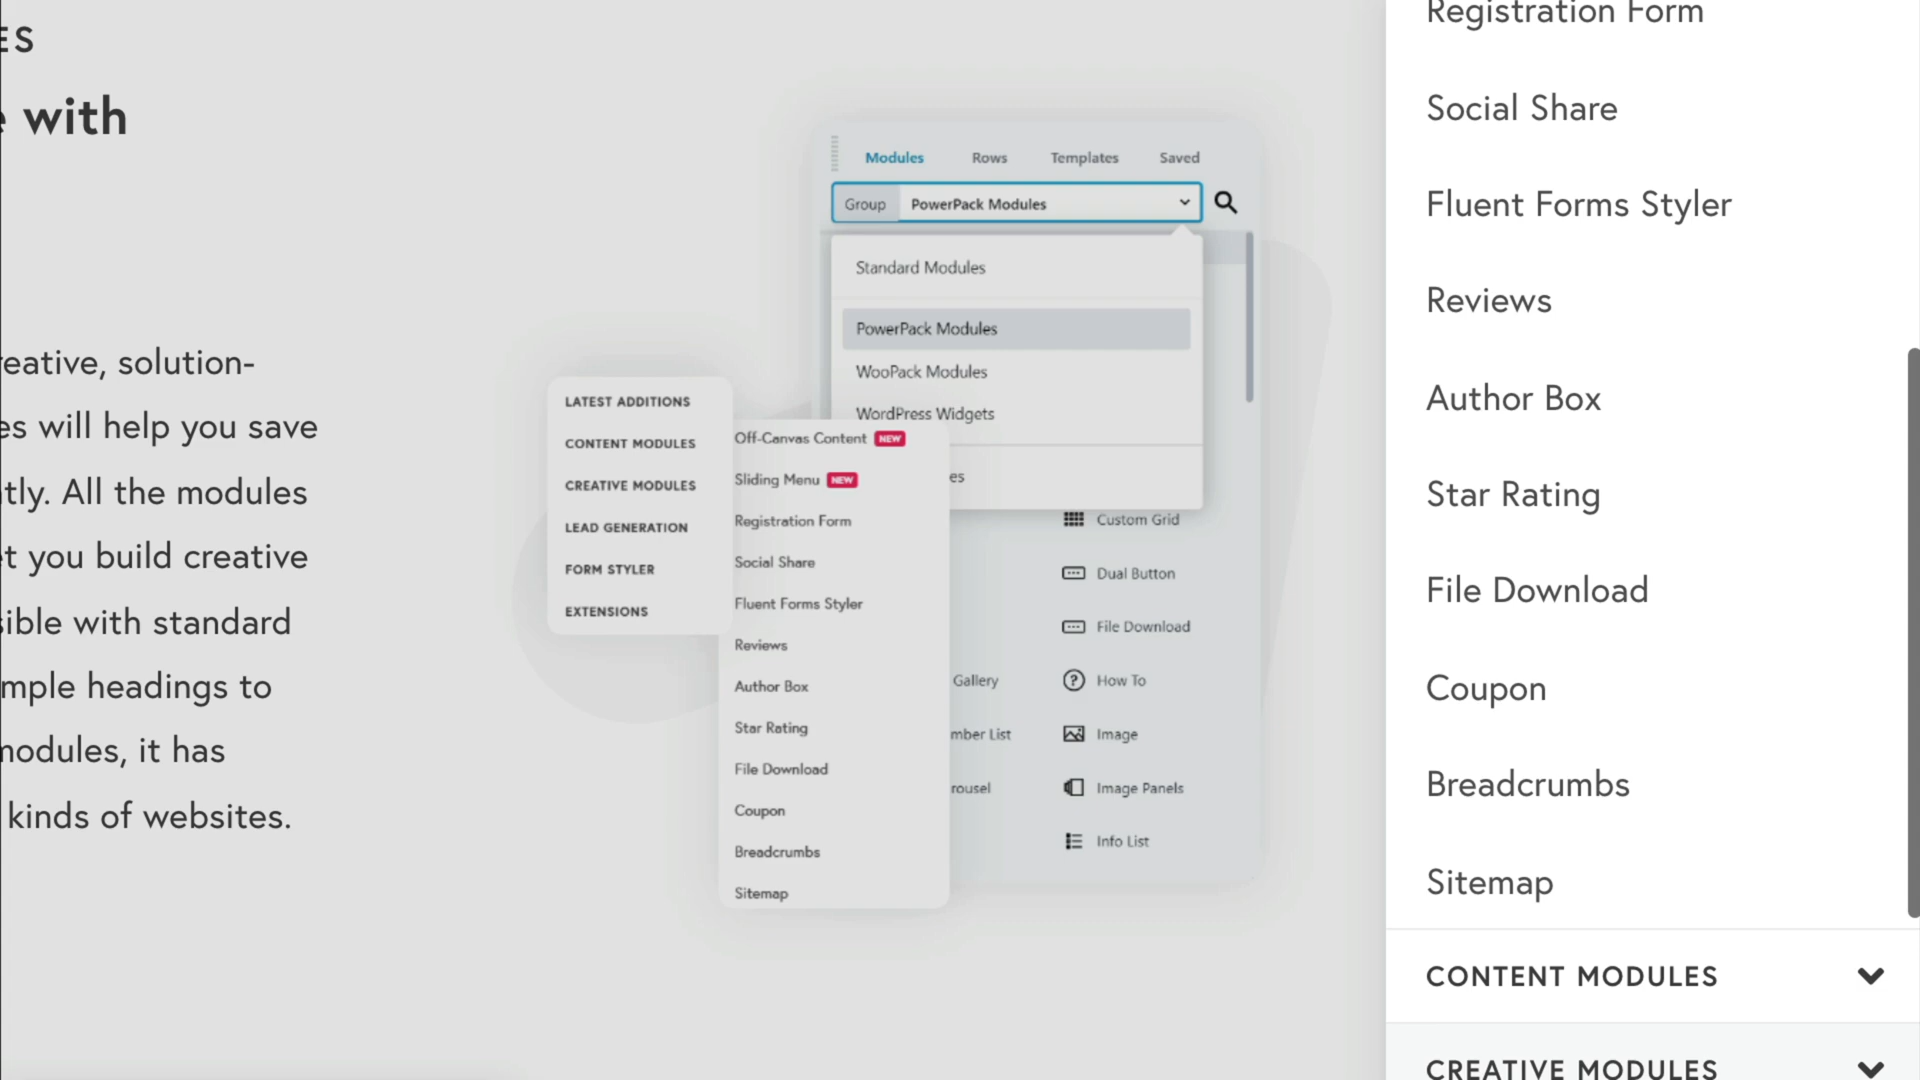 ES
with
reative, solution-
es will help you save
tly. All the modules
et you build creative
sible with standard
mple headings to
modules, it has
kinds of websites.
Modules Rows Templates Saved
Group PowerPack Modules
Standard Modules
PowerPack Modules
WooPack Modules
WordPress Widgets
es
LATEST ADDITIONS
CONTENT MODULES
CREATIVE MODULES
LEAD GENERATION
FORM STYLER
EXTENSIONS
Off-Canvas Content NEW
Sliding Menu NEW
Registration Form
Social Share
Fluent Forms Styler
Reviews
Author Box
Star Rating
File Download
Coupon
Breadcrumbs
Sitemap
Gallery
mber List
rousel
Custom Grid
Dual Button
File Download
How To
Image
Image Panels
Info List
Registration Form
Social Share
Fluent Forms Styler
Reviews
Author Box
Star Rating
File Download
Coupon
Breadcrumbs
Sitemap
CONTENT MODULES
CREATIVE MODULES